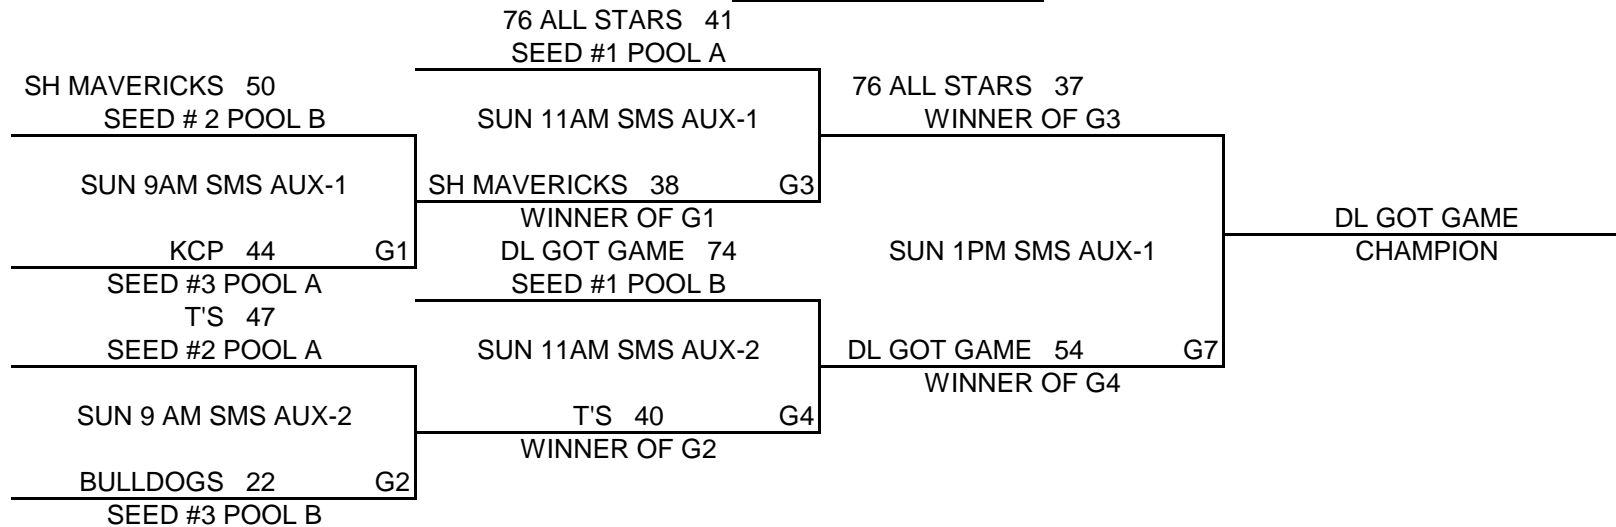 76 ALL STARS 41
SEED #1 POOL A
SH MAVERICKS 50
SEED # 2 POOL B
SUN 11AM SMS AUX-1
76 ALL STARS 37
WINNER OF G3
SUN 9AM SMS AUX-1
SH MAVERICKS 38 G3
WINNER OF G1
KCP 44 G1
SEED #3 POOL A
DL GOT GAME 74
SEED #1 POOL B
SUN 1PM SMS AUX-1
DL GOT GAME
CHAMPION
T'S 47
SEED #2 POOL A
SUN 11AM SMS AUX-2
DL GOT GAME 54 G7
WINNER OF G4
SUN 9 AM SMS AUX-2
T'S 40 G4
WINNER OF G2
BULLDOGS 22 G2
SEED #3 POOL B